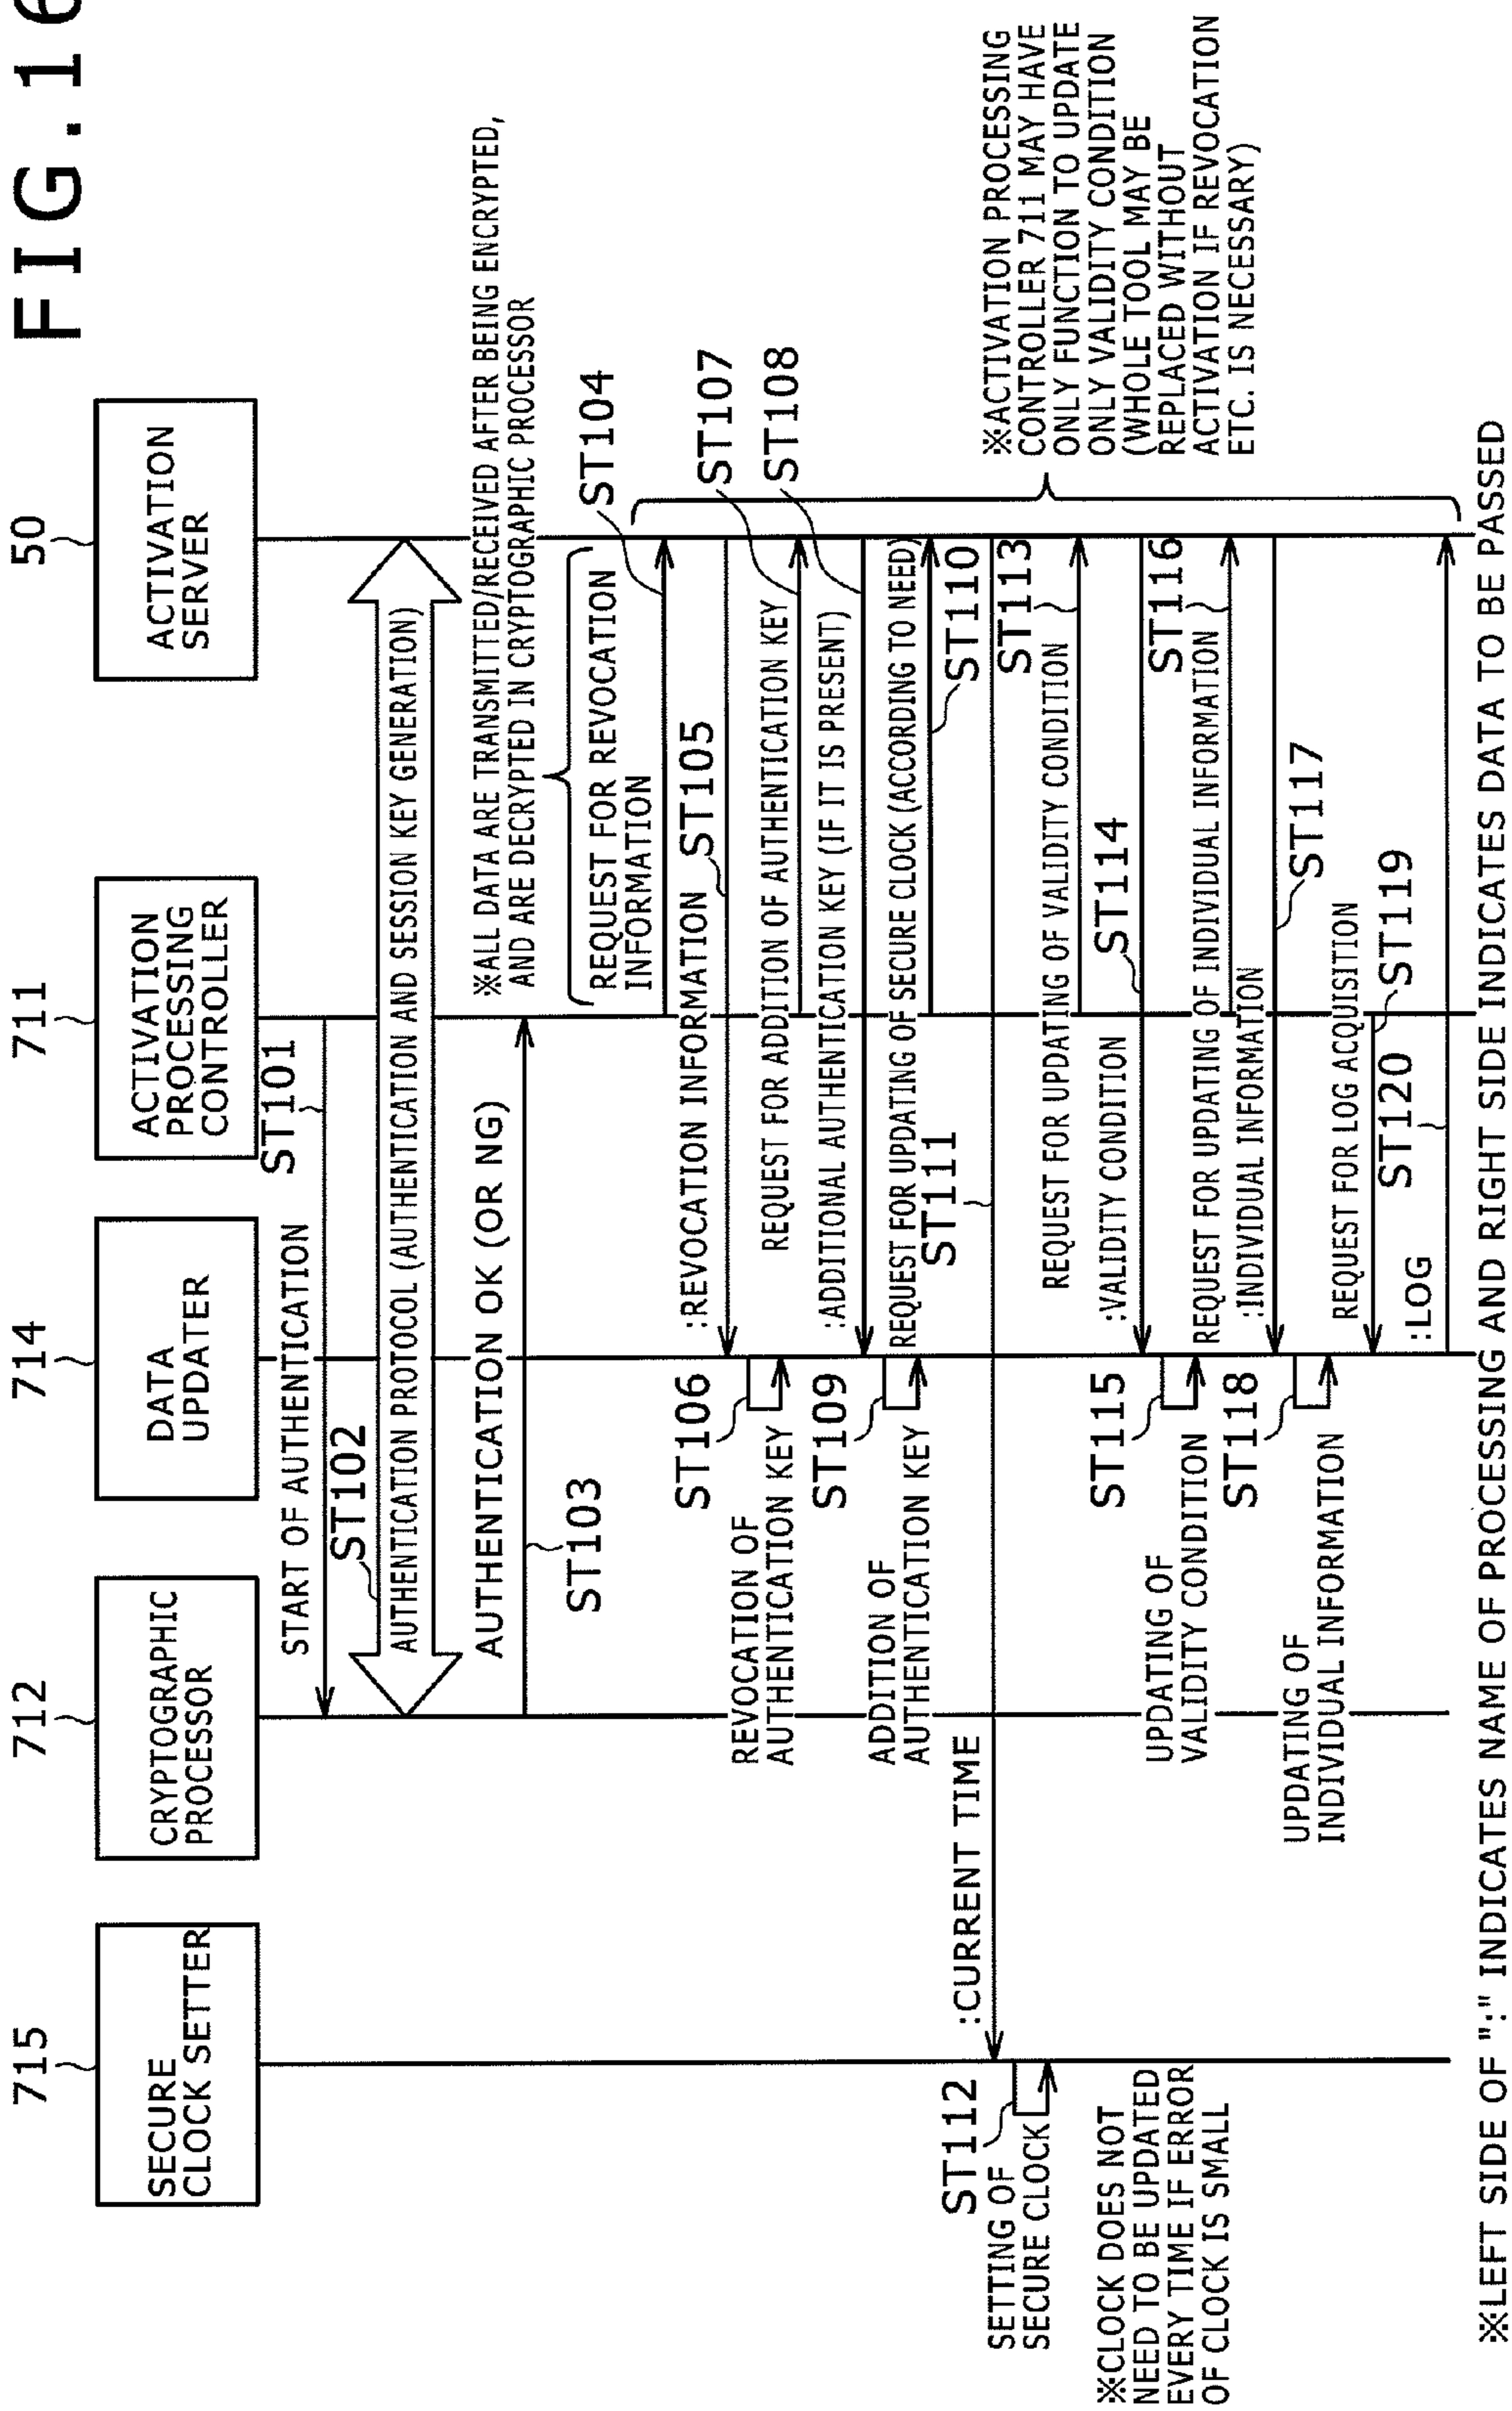 FIG.16
715
712
714
711
50
SECURE
CLOCK SETTER
CRYPTOGRAPHIC
PROCESSOR
DATA
UPDATER
ACTIVATION
PROCESSING
CONTROLLER
ACTIVATION
SERVER
START OF AUTHENTICATION
ST101
ST102
AUTHENTICATION PROTOCOL (AUTHENTICATION AND SESSION KEY GENERATION)
AUTHENTICATION OK (OR NG)
ST103
※ALL DATA ARE TRANSMITTED/RECEIVED AFTER BEING ENCRYPTED,
AND ARE DECRYPTED IN CRYPTOGRAPHIC PROCESSOR
REQUEST FOR REVOCATION
INFORMATION
ST104
:REVOCATION INFORMATION
ST105
ST106
REVOCATION OF
AUTHENTICATION KEY
REQUEST FOR ADDITION OF AUTHENTICATION KEY
ST107
:ADDITIONAL AUTHENTICATION KEY (IF IT IS PRESENT)
ST108
ST109
ADDITION OF
AUTHENTICATION KEY
REQUEST FOR UPDATING OF SECURE CLOCK (ACCORDING TO NEED)
ST110
ST111
:CURRENT TIME
ST112
SETTING OF
SECURE CLOCK
※CLOCK DOES NOT
NEED TO BE UPDATED
EVERY TIME IF ERROR
OF CLOCK IS SMALL
ST113
REQUEST FOR UPDATING OF VALIDITY CONDITION
:VALIDITY CONDITION
ST114
ST115
UPDATING OF
VALIDITY CONDITION
ST116
REQUEST FOR UPDATING OF INDIVIDUAL INFORMATION
:INDIVIDUAL INFORMATION
ST117
ST118
UPDATING OF
INDIVIDUAL INFORMATION
REQUEST FOR LOG ACQUISITION
ST119
:LOG
ST120
※ACTIVATION PROCESSING
CONTROLLER 711 MAY HAVE
ONLY FUNCTION TO UPDATE
ONLY VALIDITY CONDITION
(WHOLE TOOL MAY BE
REPLACED WITHOUT
ACTIVATION IF REVOCATION
ETC. IS NECESSARY)
※LEFT SIDE OF ":" INDICATES NAME OF PROCESSING AND RIGHT SIDE INDICATES DATA TO BE PASSED